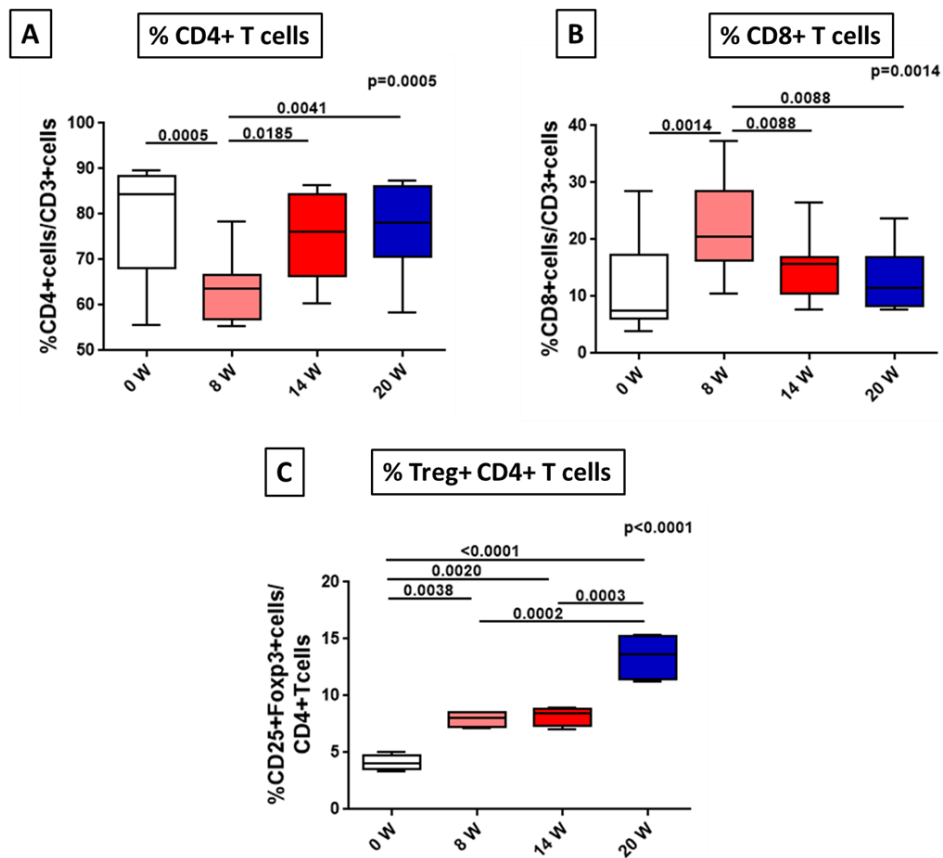 A
% CD4+ T cells
p=0.0005
0.0041
0.0005
0.0185
%CD4+cells/CD3+cells
100
90
80
70
60
50
0 W
8 W
14 W
20 W
B
% CD8+ T cells
p=0.0014
0.0088
0.0014
0.0088
%CD8+cells/CD3+cells
40
30
20
10
0
0 W
8 W
14 W
20 W
C
% Treg+ CD4+ T cells
p<0.0001
<0.0001
0.0020
0.0038
0.0003
0.0002
%CD25+Foxp3+cells/
CD4+Tcells
20
15
10
5
0
0 W
8 W
14 W
20 W